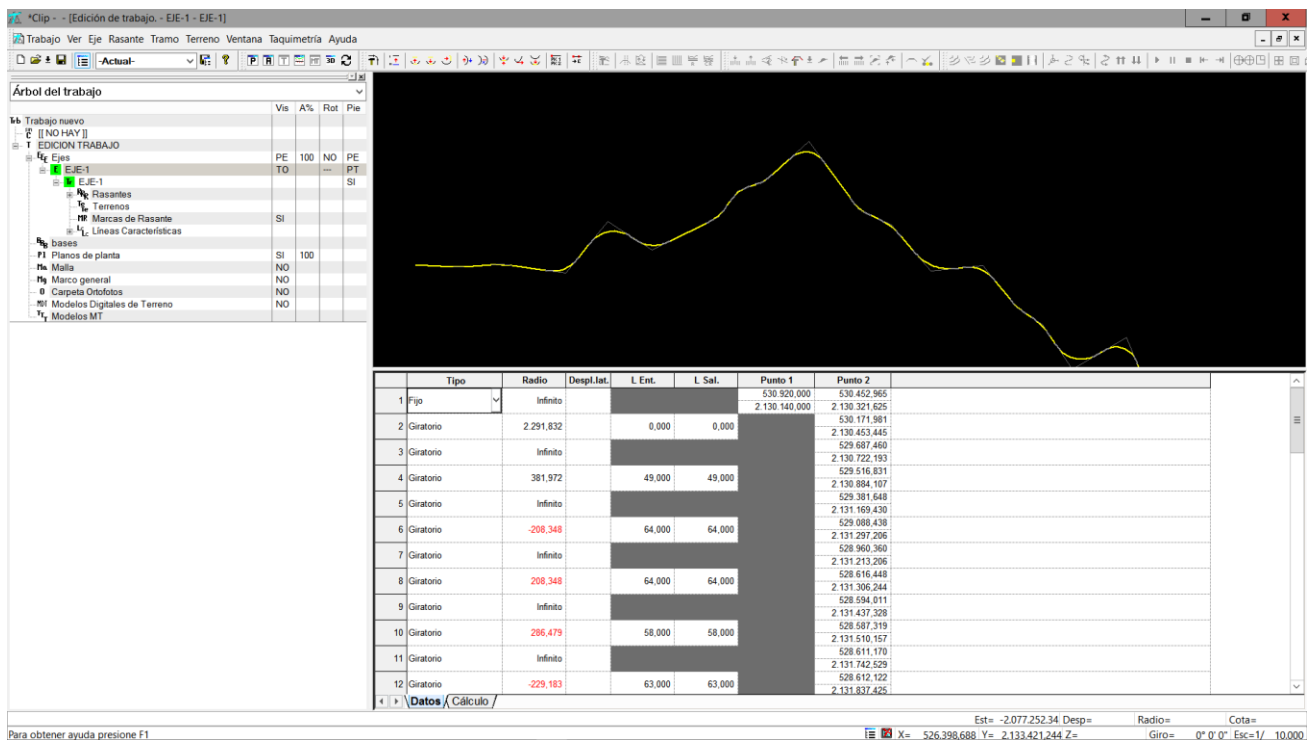 *Clip - - [Edición de trabajo. - EJE-1 - EJE-1]
Trabajo Ver Eje Rasante Tramo Terreno Ventana Taquimetría Ayuda
-Actual-
Árbol del trabajo
Vis A% Rot Pie
Trabajo nuevo
[[ NO HAY ]]
T EDICION TRABAJO
Ejes PE 100 NO PE
EJE-1 TO --- PT
EJE-1 SI
Rasantes
Terrenos
MR Marcas de Rasante SI
Líneas Características
bases
Pl Planos de planta SI 100
Malla NO
Marco general NO
O Carpeta Ortofotos NO
Modelos Digitales de Terreno NO
Modelos MT
Tipo Radio Despl.lat. L Ent. L Sal. Punto 1 Punto 2
1 Fijo Infinito 530.920,000 530.452,965
2.130.140,000 2.130.321,625
2 Giratorio 2.291,832 0,000 0,000 530.171,981
2.130.453,445
3 Giratorio Infinito 529.687,460
2.130.722,193
4 Giratorio 381,972 49,000 49,000 529.516,831
2.130.884,107
5 Giratorio Infinito 529.381,648
2.131.169,430
6 Giratorio -208,348 64,000 64,000 529.088,438
2.131.297,206
7 Giratorio Infinito 528.960,360
2.131.213,206
8 Giratorio 208,348 64,000 64,000 528.616,448
2.131.306,244
9 Giratorio Infinito 528.594,011
2.131.437,328
10 Giratorio 286,479 58,000 58,000 528.587,319
2.131.510,157
11 Giratorio Infinito 528.611,170
2.131.742,529
12 Giratorio -229,183 63,000 63,000 528.612,122
2.131.837,425
Datos Cálculo
Est= -2.077.252.34 Desp= Radio= Cota=
Para obtener ayuda presione F1 X= 526.398,688 Y= 2.133.421,244 Z= Giro= 0° 0' 0" Esc=1/ 10.000